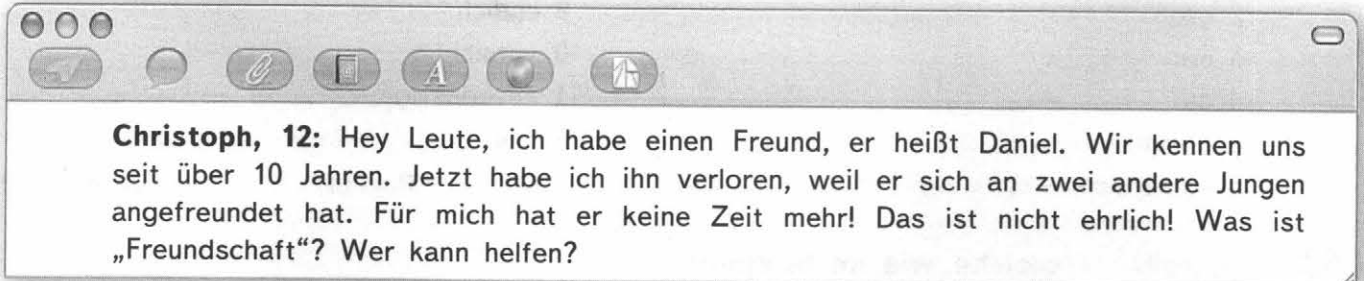 Christoph, 12: Hey Leute, ich habe einen Freund, er heißt Daniel. Wir kennen uns
seit über 10 Jahren. Jetzt habe ich ihn verloren, weil er sich an zwei andere Jungen
angefreundet hat. Für mich hat er keine Zeit mehr! Das ist nicht ehrlich! Was ist
„Freundschaft“? Wer kann helfen?